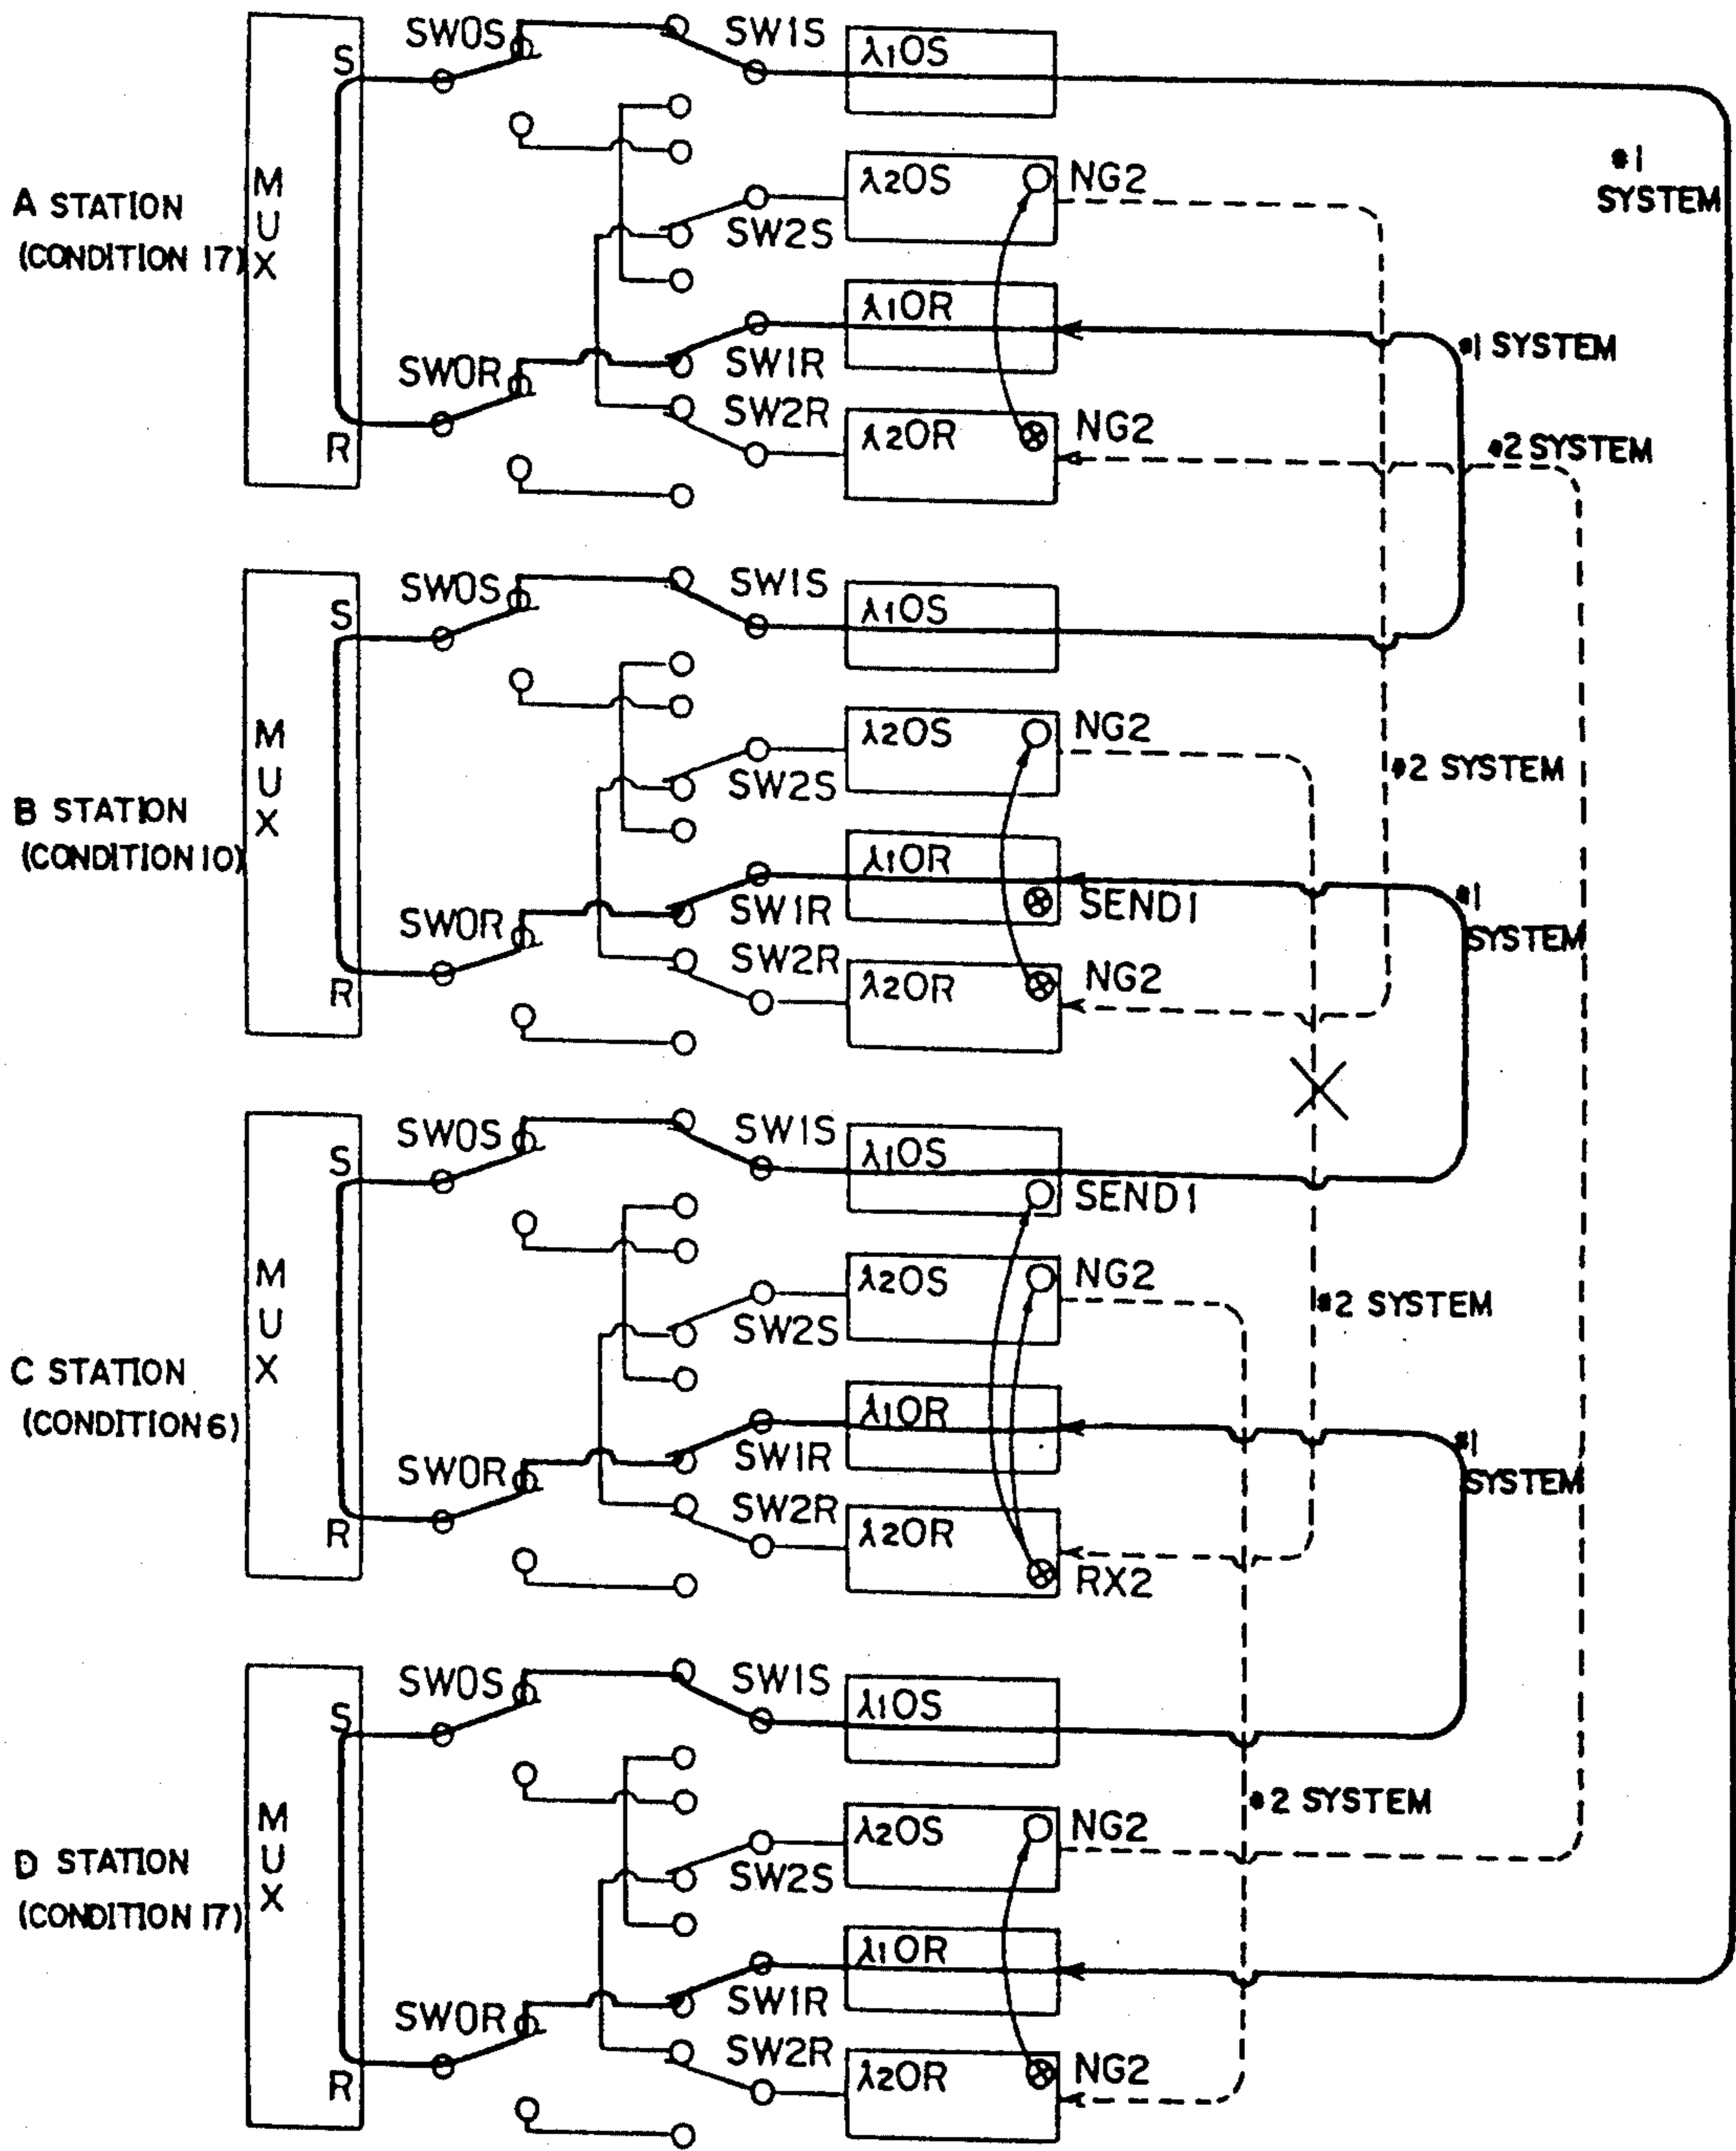 SW0S
SW1S
λ1OS
S
#1
SYSTEM
M
U
X
λ2OS
NG2
A STATION
(CONDITION 17)
SW2S
λ1OR
#1 SYSTEM
SW0R
SW1R
SW2R
λ2OR
NG2
#2 SYSTEM
R
SW0S
SW1S
λ1OS
S
M
U
X
λ2OS
NG2
#2 SYSTEM
SW2S
B STATION
(CONDITION 10)
λ1OR
SEND1
#1
SYSTEM
SW0R
SW1R
SW2R
λ2OR
NG2
R
SW0S
SW1S
λ1OS
S
SEND1
M
U
X
λ2OS
NG2
#2 SYSTEM
SW2S
C STATION
(CONDITION 6)
λ1OR
#1
SYSTEM
SW0R
SW1R
SW2R
λ2OR
RX2
R
SW0S
SW1S
λ1OS
S
#2 SYSTEM
M
U
X
λ2OS
NG2
D STATION
(CONDITION 17)
SW2S
λ1OR
SW0R
SW1R
SW2R
λ2OR
NG2
R